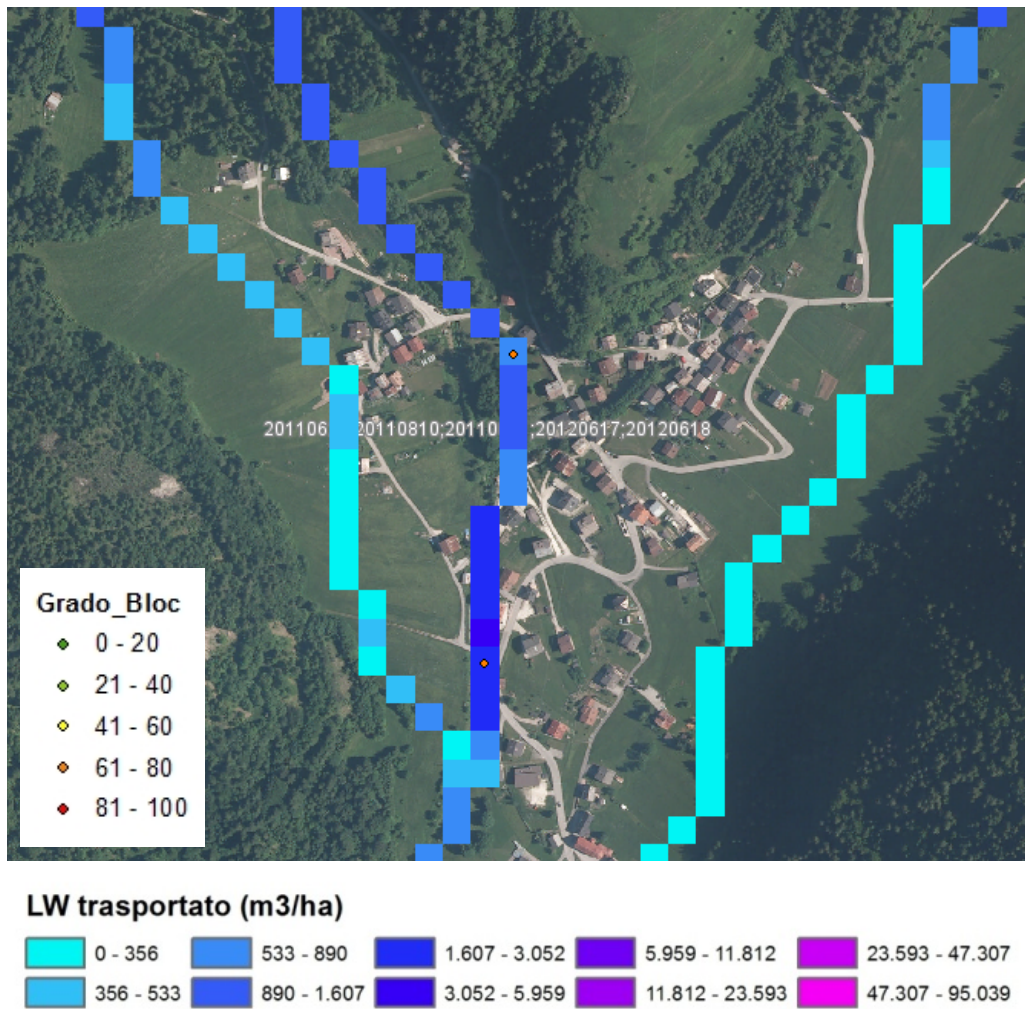 201106 20110810;20110 ;20120617;20120618
Grado_Bloc
0 - 20
21 - 40
41 - 60
61 - 80
81 - 100
LW trasportato (m3/ha)
0 - 356 533 - 890 1.607 - 3.052 5.959 - 11.812 23.593 - 47.307
356 - 533 890 - 1.607 3.052 - 5.959 11.812 - 23.593 47.307 - 95.039